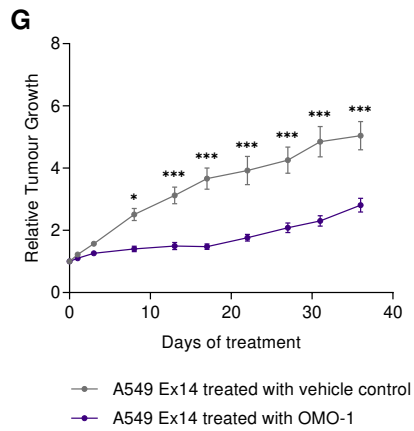 G
8
6
4
2
0
Relative Tumour Growth
* *** *** *** *** *** ***
0 10 20 30 40
Days of treatment
A549 Ex14 treated with vehicle control
A549 Ex14 treated with OMO-1